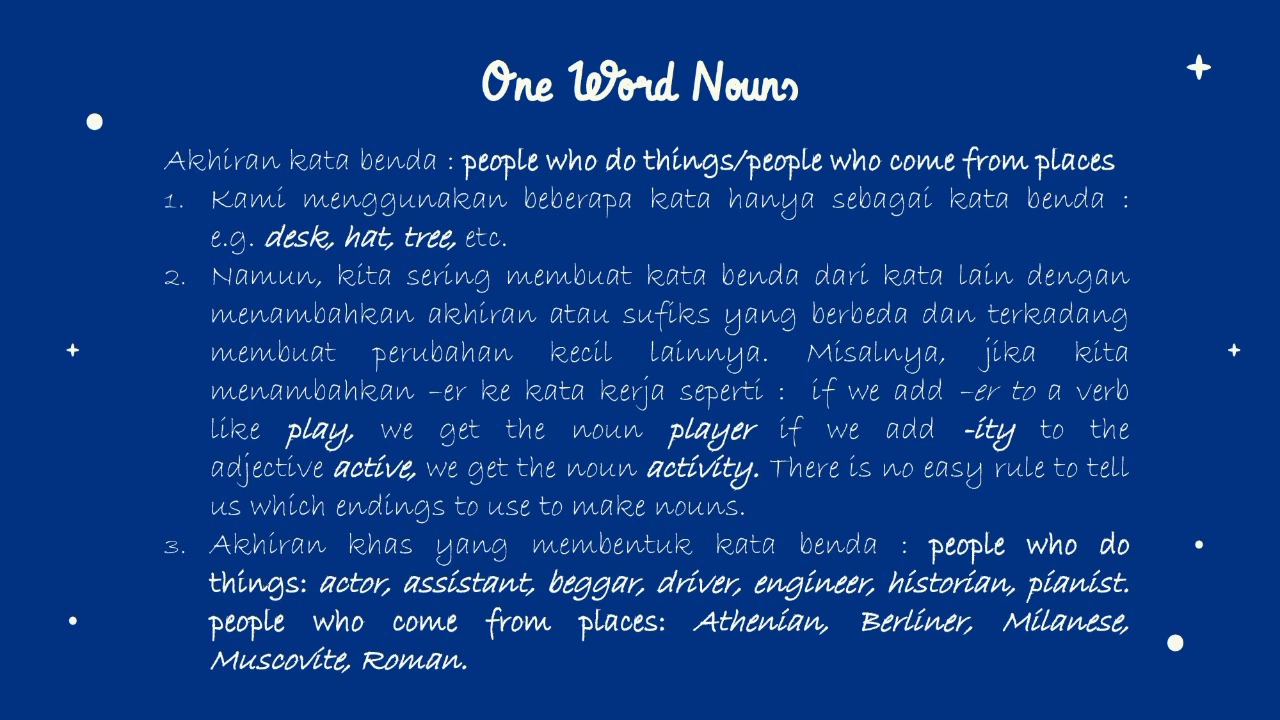 One Word Nouns
Akhiran kata benda : people who do things/people who come from places
1. Kami menggunakan beberapa kata hanya sebagai kata benda :
e.g. desk, hat, tree, etc.
2. Namun, kita sering membuat kata benda dari kata lain dengan
menambahkan akhiran atau sufiks yang berbeda dan terkadang
membuat perubahan kecil lainnya. Misalnya, jika kita
menambahkan -er ke kata kerja seperti : if we add -er to a verb
like play, we get the noun player if we add -ity to the
adjective active, we get the noun activity. There is no easy rule to tell
us which endings to use to make nouns.
3. Akhiran khas yang membentuk kata benda : people who do
things: actor, assistant, beggar, driver, engineer, historian, pianist.
people who come from places: Athenian, Berliner, Milanese,
Muscovite, Roman.